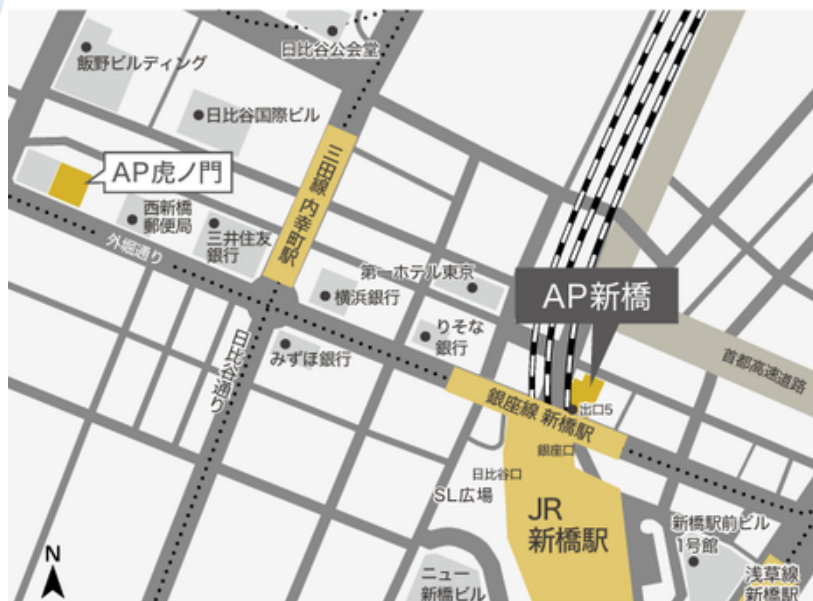 日比谷公会堂
飯野ビルディング
日比谷国際ビル
AP虎ノ門
三田線 内幸町駅
西新橋
郵便局
三井住友
銀行
外堀通り
第一ホテル東京
横浜銀行
AP新橋
りそな
銀行
みずほ銀行
日比谷通り
首都高速道路
出口5
銀座線 新橋駅
銀座口
日比谷口
SL広場
JR
新橋駅
新橋駅前ビル
1号館
N
ニュー
新橋ビル
浅草線
新橋駅